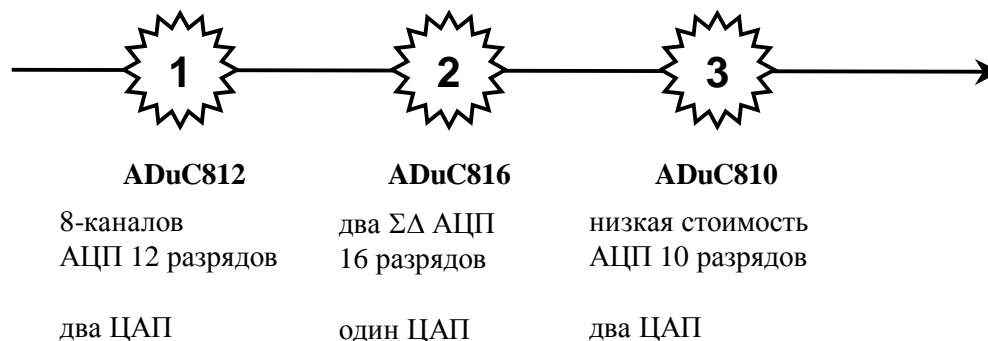 1 2 3
ADuC812 ADuC816 ADuC810
8-каналов два ΣΔ АЦП низкая стоимость
АЦП 12 разрядов 16 разрядов АЦП 10 разрядов
два ЦАП один ЦАП два ЦАП